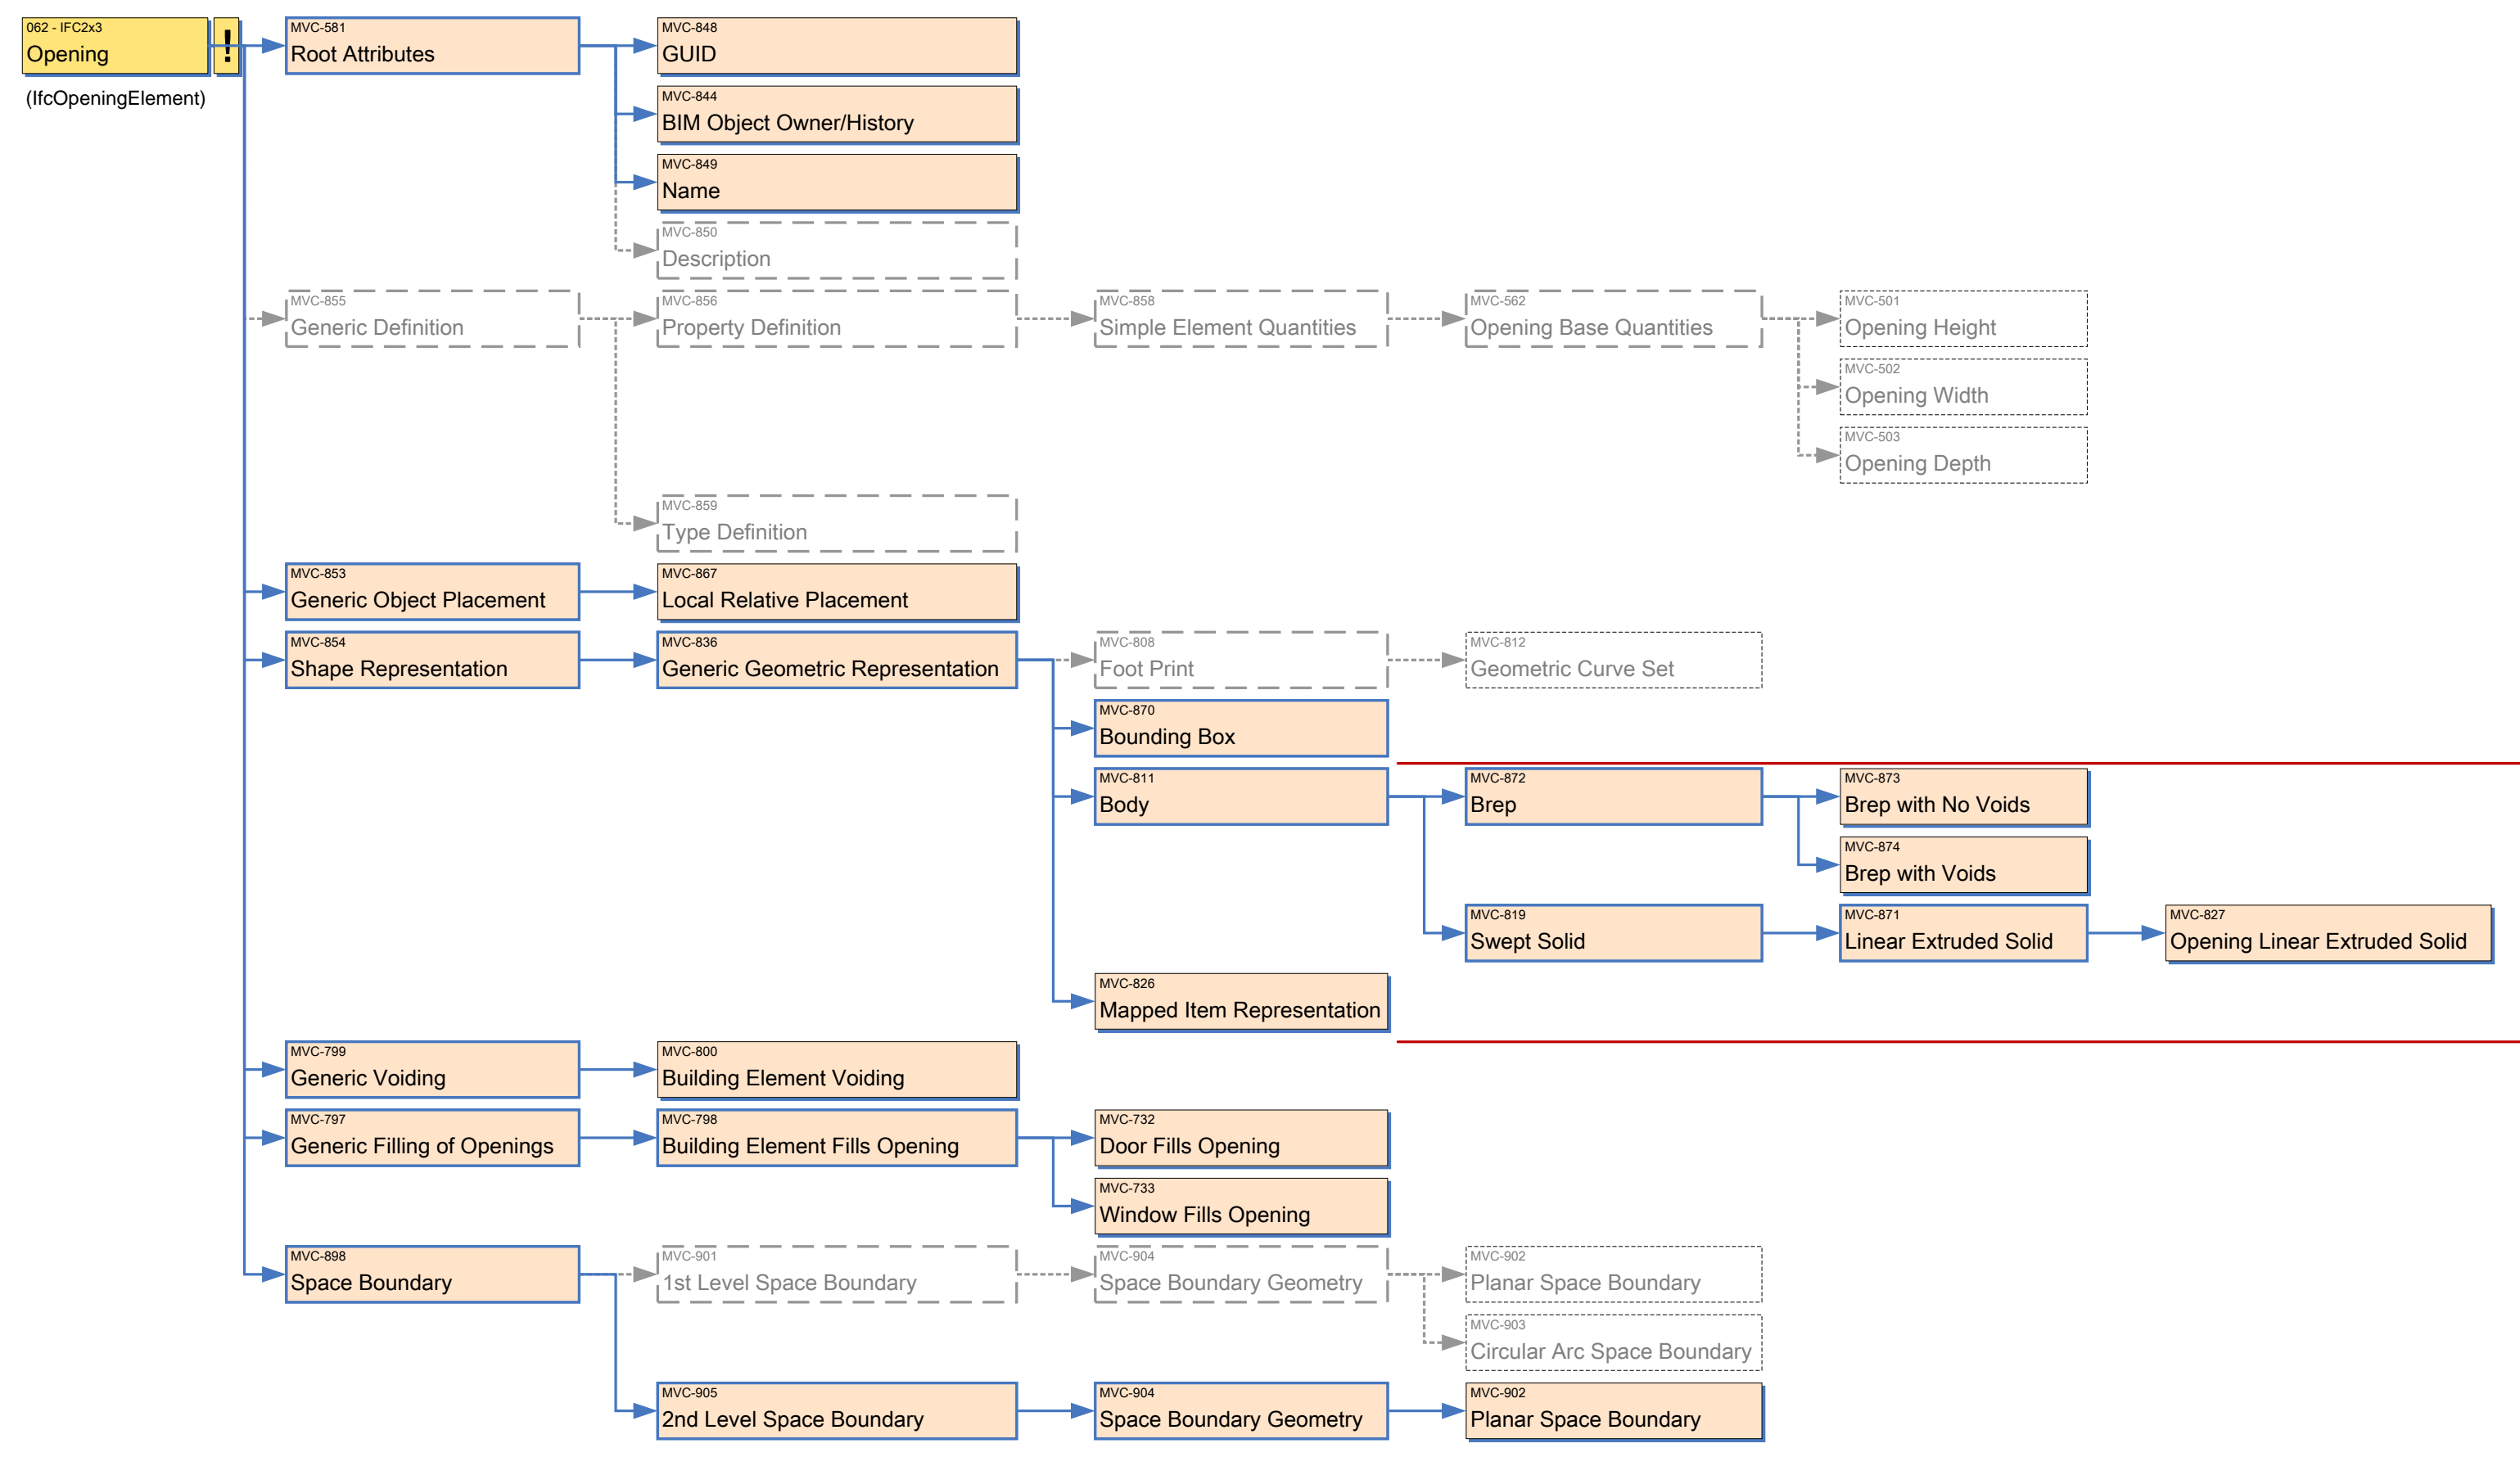 062 - IFC2x3
Opening
!
(IfcOpeningElement)
MVC-581
Root Attributes
MVC-848
GUID
MVC-844
BIM Object Owner/History
MVC-849
Name
MVC-850
Description
MVC-855
Generic Definition
MVC-856
Property Definition
MVC-858
Simple Element Quantities
MVC-562
Opening Base Quantities
MVC-501
Opening Height
MVC-502
Opening Width
MVC-503
Opening Depth
MVC-859
Type Definition
MVC-853
Generic Object Placement
MVC-867
Local Relative Placement
MVC-854
Shape Representation
MVC-836
Generic Geometric Representation
MVC-808
Foot Print
MVC-812
Geometric Curve Set
MVC-870
Bounding Box
MVC-811
Body
MVC-872
Brep
MVC-873
Brep with No Voids
MVC-874
Brep with Voids
MVC-819
Swept Solid
MVC-871
Linear Extruded Solid
MVC-827
Opening Linear Extruded Solid
MVC-826
Mapped Item Representation
MVC-799
Generic Voiding
MVC-800
Building Element Voiding
MVC-797
Generic Filling of Openings
MVC-798
Building Element Fills Opening
MVC-732
Door Fills Opening
MVC-733
Window Fills Opening
MVC-898
Space Boundary
MVC-901
1st Level Space Boundary
MVC-904
Space Boundary Geometry
MVC-902
Planar Space Boundary
MVC-903
Circular Arc Space Boundary
MVC-905
2nd Level Space Boundary
MVC-904
Space Boundary Geometry
MVC-902
Planar Space Boundary